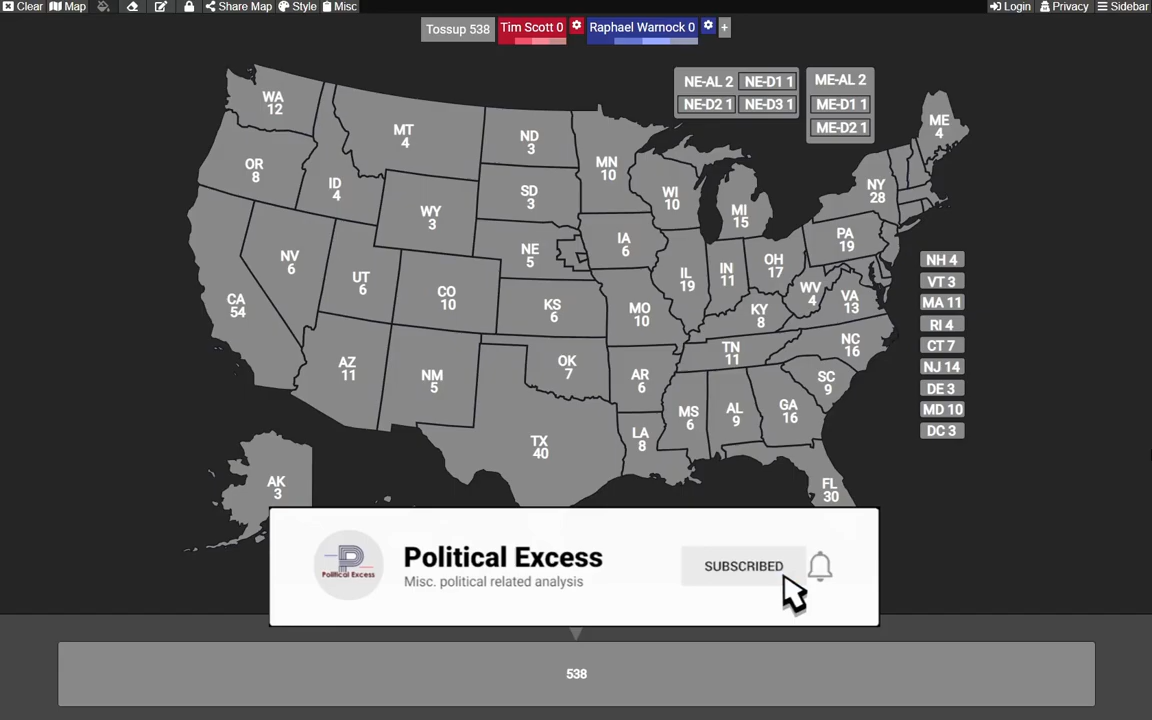 Clear Map Share Map Style Misc Login Privacy Sidebar
Tossup 538 Tim Scott 0 Raphael Warnock 0 +
NE-AL 2 NE-D1 1
NE-D2 1 NE-D3 1
ME-AL 2
ME-D1 1
ME-D2 1
WA
12
OR
8
CA
54
NV
6
ID
4
MT
4
WY
3
UT
6
AZ
11
CO
10
NM
5
ND
3
SD
3
NE
5
KS
6
OK
7
TX
40
MN
10
IA
6
MO
10
AR
6
LA
8
WI
10
IL
19
MS
6
MI
15
IN
11
OH
17
KY
8
TN
11
AL
9
GA
16
FL
30
SC
9
NC
16
VA
13
WV
4
PA
19
NY
28
ME
4
AK
3
NH 4
VT 3
MA 11
RI 4
CT 7
NJ 14
DE 3
MD 10
DC 3
Political Excess
Political Excess
Misc. political related analysis
SUBSCRIBED
538